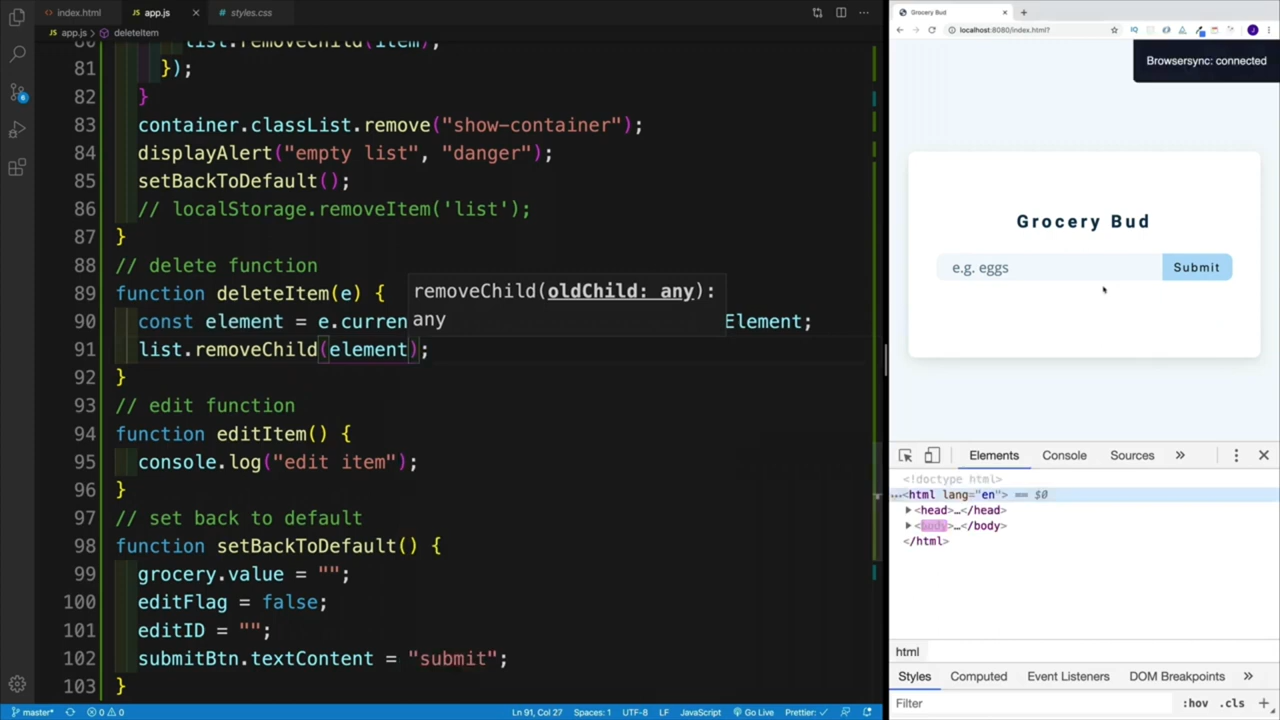 index.html
app.js
styles.css
app.js > deleteItem
Grocery Bud
localhost:8080/index.html?
Browsersync: connected
80 list.removeChild(item);
81 });
82 }
83 container.classList.remove("show-container");
84 displayAlert("empty list", "danger");
85 setBackToDefault();
86 // localStorage.removeItem('list');
87 }
88 // delete function
89 function deleteItem(e) {
removeChild(oldChild: any):
any
90 const element = e.curren Element;
91 list.removeChild(element);
92 }
93 // edit function
94 function editItem() {
95 console.log("edit item");
96 }
97 // set back to default
98 function setBackToDefault() {
99 grocery.value = "";
100 editFlag = false;
101 editID = "";
102 submitBtn.textContent = "submit";
103 }
6
master*
0 0
Ln 91, Col 27
Spaces: 1
UTF-8
LF
JavaScript
Go Live
Prettier: ✓
Grocery Bud
e.g. eggs
Submit
Elements
Console
Sources
»
<!doctype html>
…<html lang="en"> == $0
<head>…</head>
<body>…</body>
</html>
html
Styles
Computed
Event Listeners
DOM Breakpoints
»
Filter
:hov .cls +